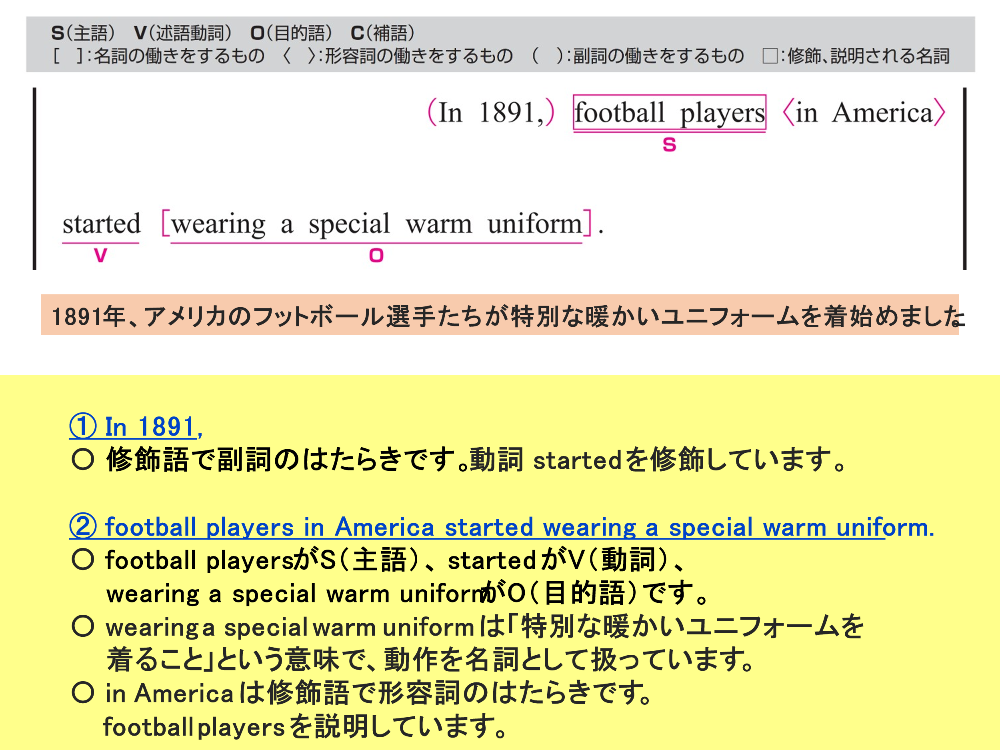 S（主語） V（述語動詞） O（目的語） C（補語）
［ ］：名詞の働きをするもの 〈 〉：形容詞の働きをするもの （ ）：副詞の働きをするもの □：修飾、説明される名詞
(In 1891,) football players 〈in America〉
S
started [wearing a special warm uniform].
V O
1891年、アメリカのフットボール選手たちが特別な暖かいユニフォームを着始めました。
① In 1891,
○ 修飾語で副詞のはたらきです。動詞 startedを修飾しています。
② football players in America started wearing a special warm uniform.
○ football playersがS（主語）、startedがV（動詞）、
wearing a special warm uniformがO（目的語）です。
○ wearing a special warm uniformは「特別な暖かいユニフォームを
着ること」という意味で、動作を名詞として扱っています。
○ in Americaは修飾語で形容詞のはたらきです。
football playersを説明しています。